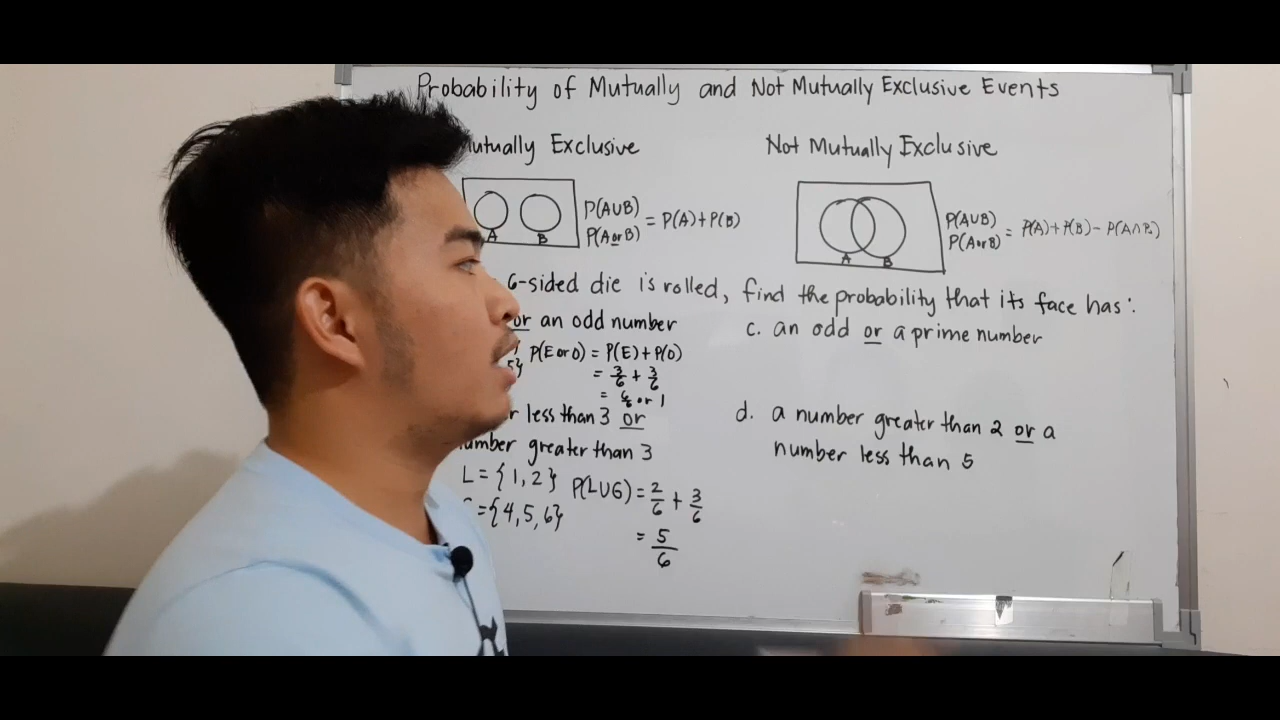 Probability of Mutually and Not Mutually Exclusive Events
Mutually Exclusive
A B
P(A∪B)
P(A or B) = P(A)+P(B)
Not Mutually Exclusive
A B
P(A∪B)
P(A or B) = P(A)+P(B)-P(A∩B)
6-sided die is rolled, find the probability that its face has:
or an odd number
P(E or O) = P(E)+P(O)
5}
= 3/6 + 3/6
= 6/6 or 1
less than 3 or
number greater than 3
L = {1, 2} P(L∪G) = 2/6 + 3/6
= {4, 5, 6}
= 5/6
c. an odd or a prime number
d. a number greater than 2 or a
number less than 5